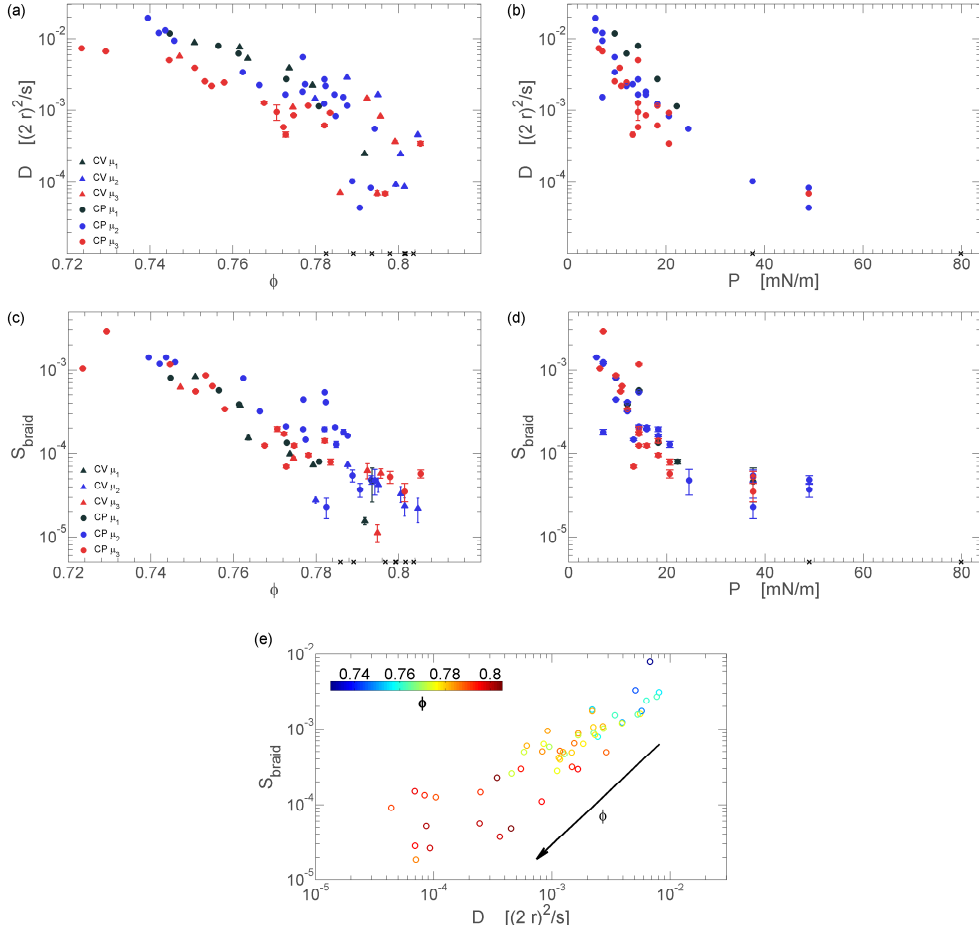 (a)
10⁻²
10⁻³
10⁻⁴
D [(2 r)²/s]
CV μ₁
CV μ₂
CV μ₃
CP μ₁
CP μ₂
CP μ₃
0.72 0.74 0.76 0.78 0.8
ϕ
(b)
10⁻²
10⁻³
10⁻⁴
D [(2 r)²/s]
0 20 40 60 80
P [mN/m]
(c)
10⁻³
10⁻⁴
10⁻⁵
S_braid
CV μ₁
CV μ₂
CV μ₃
CP μ₁
CP μ₂
CP μ₃
0.72 0.74 0.76 0.78 0.8
ϕ
(d)
10⁻³
10⁻⁴
10⁻⁵
S_braid
0 20 40 60 80
P [mN/m]
(e)
10⁻²
10⁻³
10⁻⁴
10⁻⁵
S_braid
0.74 0.76 0.78 0.8
ϕ
ϕ
10⁻⁵ 10⁻⁴ 10⁻³ 10⁻²
D [(2 r)²/s]